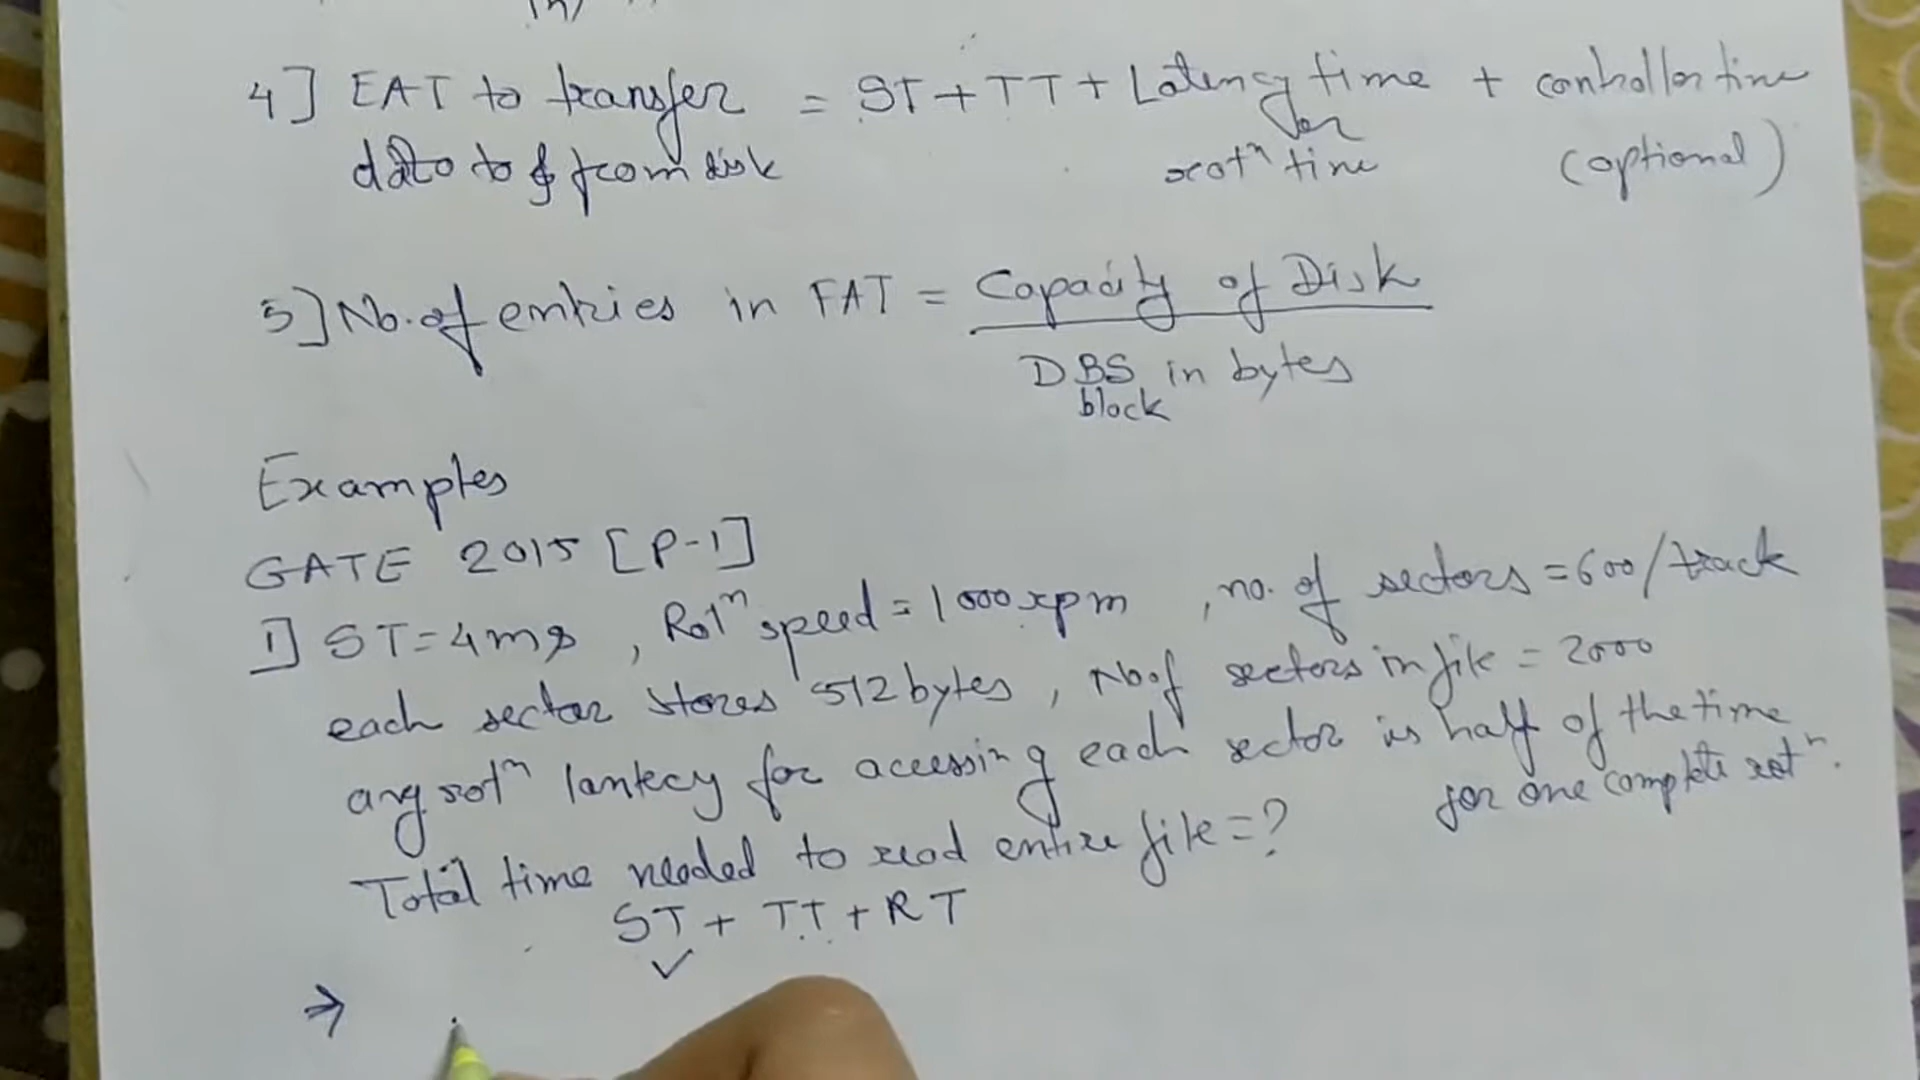 4] EAT to transfer = ST + TT + Latency time + controller time
data to & from disk or rotⁿ time (optional)
5] No. of entries in FAT = Capacity of Disk
DBS in bytes
block
Examples
GATE 2015 [P-1]
1] ST=4ms , Rotⁿ speed = 1000rpm , no. of sectors = 600/track
each sector stores 512 bytes , No of sectors in file = 2000
avg rotⁿ lantecy for acessing each sector is half of the time
for one complete rotⁿ.
Total time needed to read entire file = ?
ST + TT + RT
✓
⇒